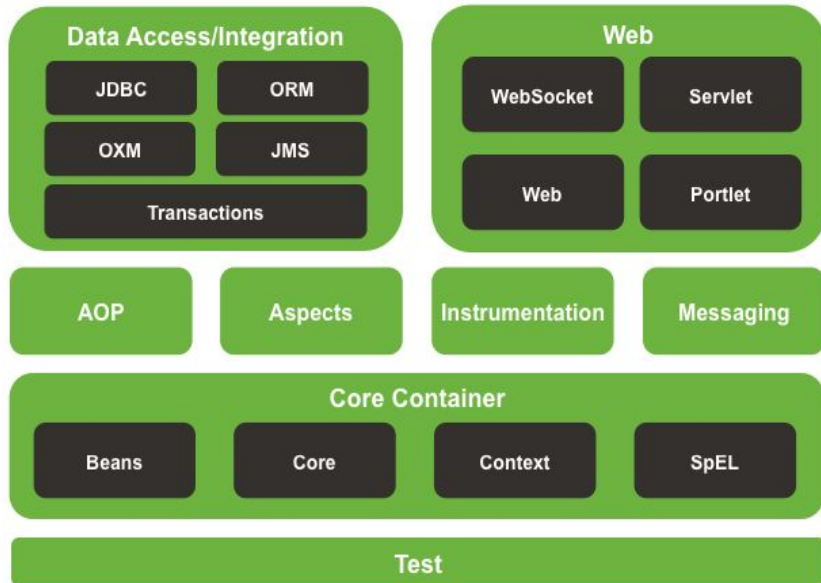 Data Access/Integration
JDBC
ORM
OXM
JMS
Transactions
Web
WebSocket
Servlet
Web
Portlet
AOP
Aspects
Instrumentation
Messaging
Core Container
Beans
Core
Context
SpEL
Test